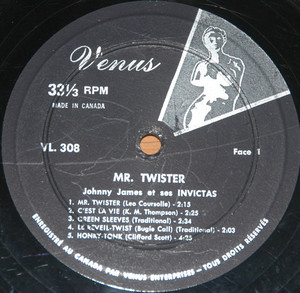 Venus
33⅓ RPM
MADE IN CANADA
VL 308
Face 1
MR. TWISTER
Johnny James et ses INVICTAS
1. MR. TWISTER (Leo Coursolle) - 2:15
2. C'EST LA VIE (K. M. Thompson) - 2:25
3. GREEN SLEEVES (Traditional) - 2:34
4. LE REVEIL-TWIST (Bugle Call) (Traditional) - 2:03
5. HONKY-TONK (Clifford Scott) - 4:25
ENREGISTRÉ AU CANADA PAR VENUS ENTERPRISES — TOUS DROITS RÉSERVÉS